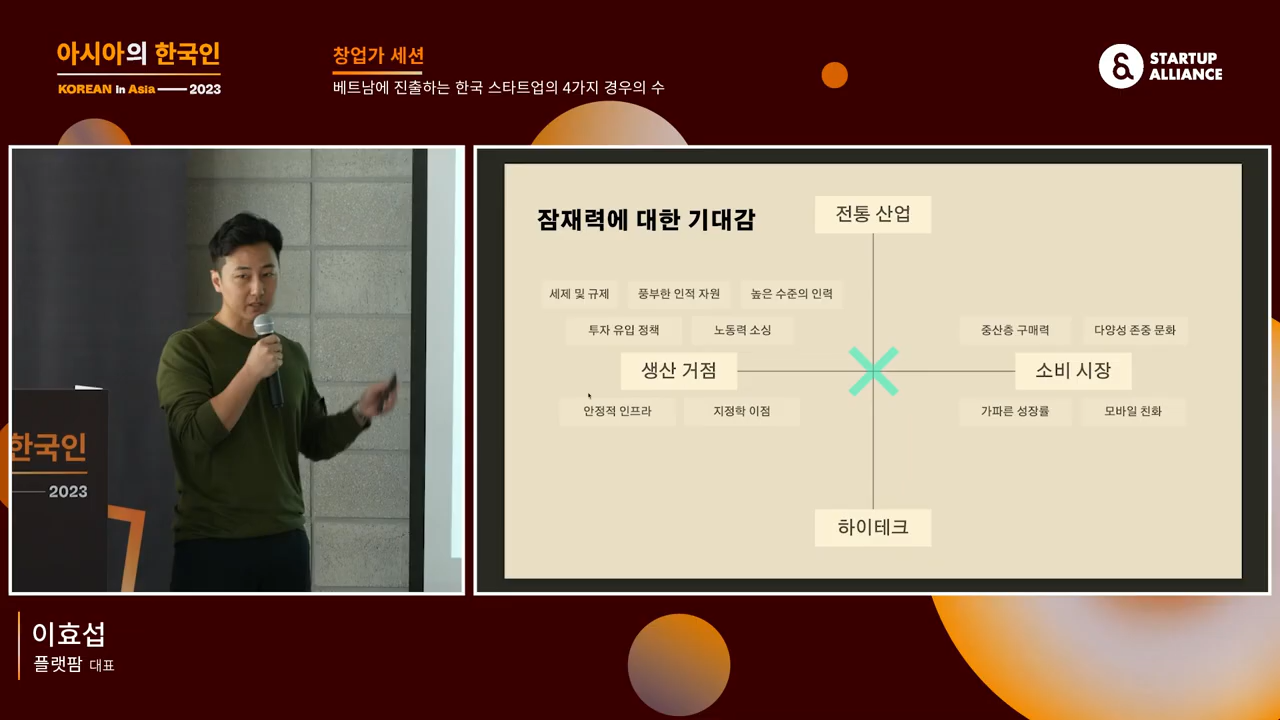 아시아의 한국인
KOREAN in Asia 2023
창업가 세션
베트남에 진출하는 한국 스타트업의 4가지 경우의 수
STARTUP
ALLIANCE
한국인
2023
잠재력에 대한 기대감
전통 산업
세제 및 규제 풍부한 인적 자원 높은 수준의 인력
투자 유입 정책 노동력 소싱
중산층 구매력 다양성 존중 문화
생산 거점
소비 시장
안정적 인프라 지정학 이점
가파른 성장률 모바일 친화
하이테크
이효섭
플랫팜 대표